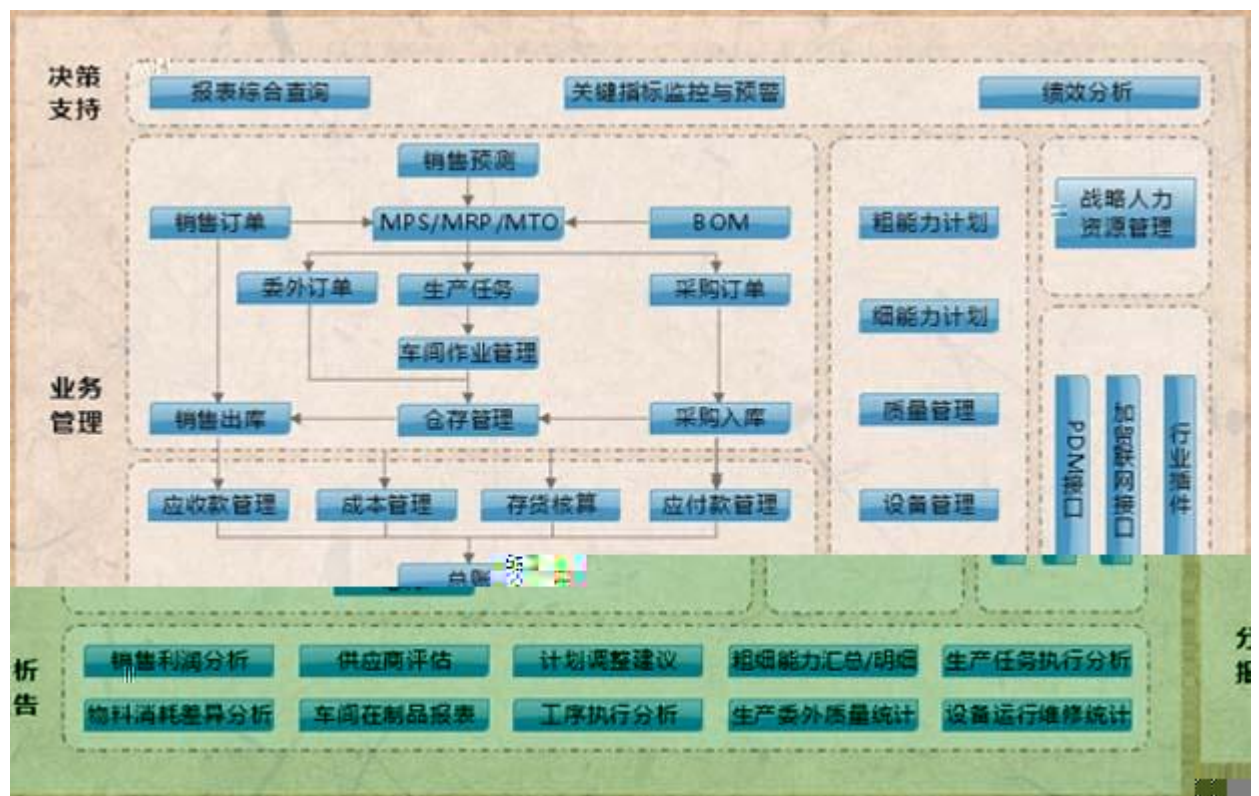 决策
支持
报表综合查询
关键指标监控与预警
绩效分析
业务
管理
销售预测
销售订单
MPS/MRP/MTO
BOM
委外订单
生产任务
采购订单
车间作业管理
销售出库
仓存管理
采购入库
应收款管理
成本管理
存货核算
应付款管理
总账
粗能力计划
细能力计划
质量管理
设备管理
战略人力
资源管理
PDM接口
行业插件
析
告
分
报
销售利润分析
供应商评估
计划调整建议
粗细能力汇总/明细
生产任务执行分析
物料消耗差异分析
车间在制品报表
工序执行分析
生产委外质量统计
设备运行维修统计